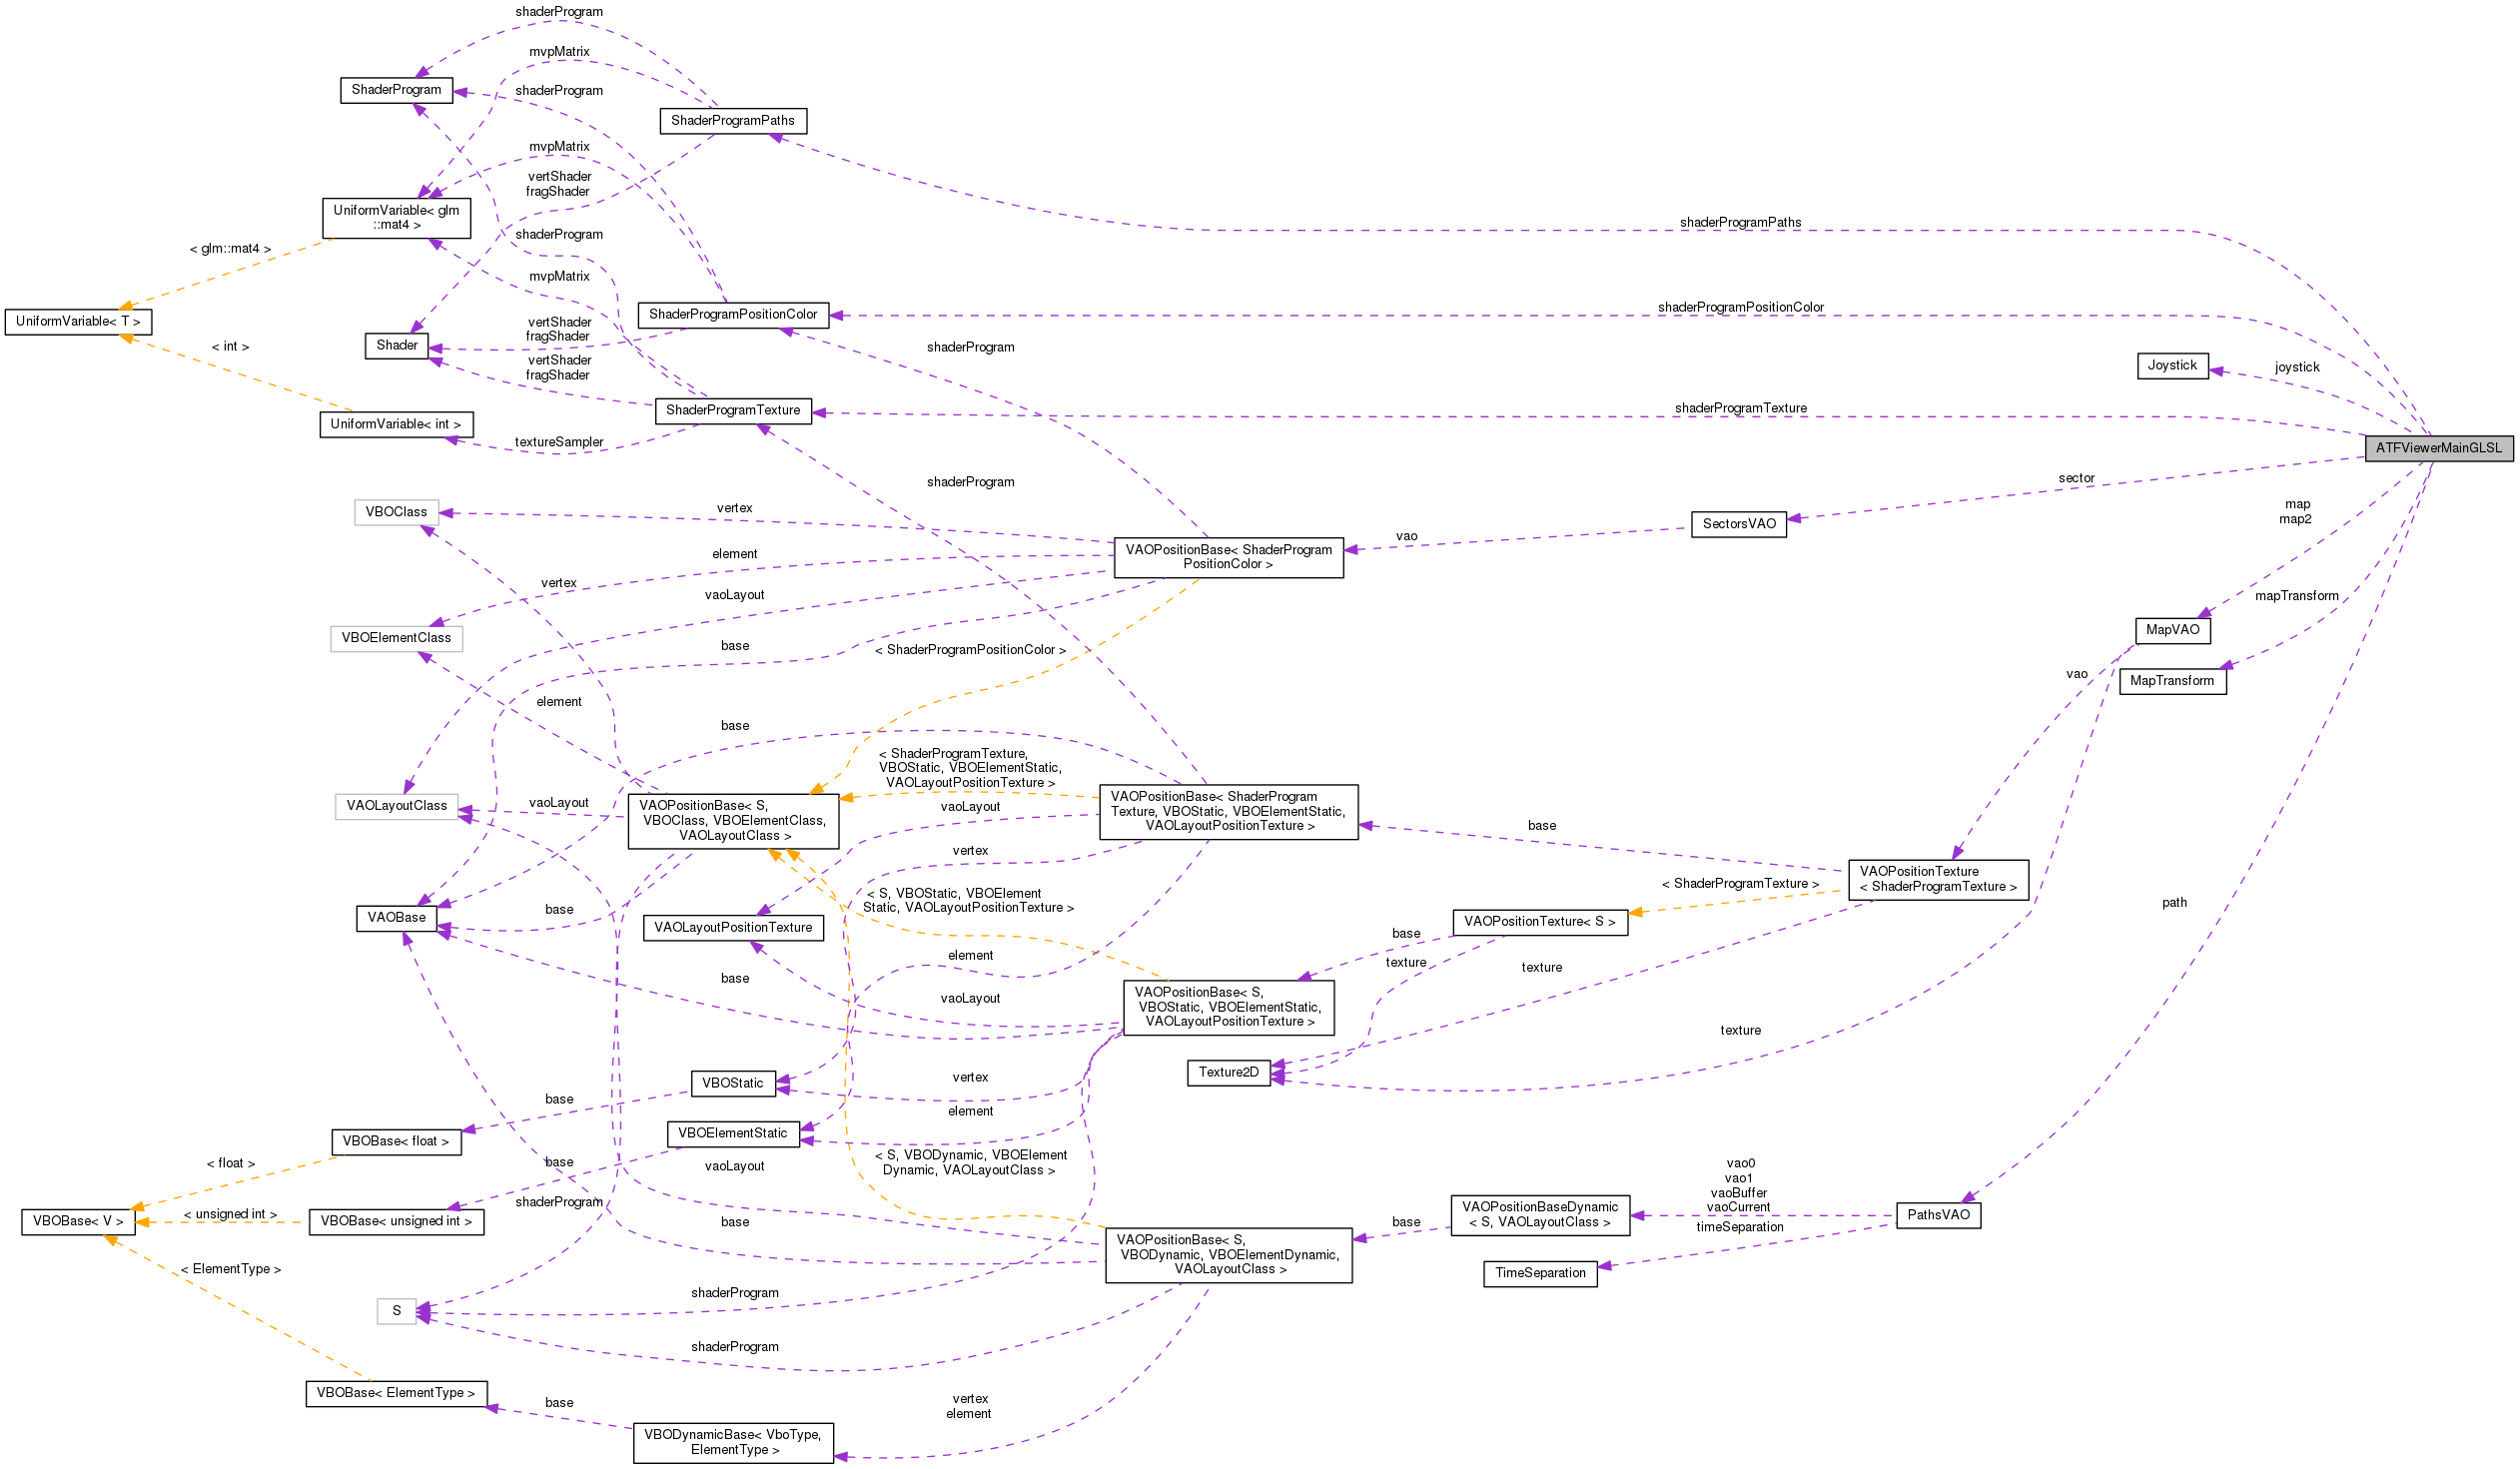 shaderProgram
mvpMatrix
ShaderProgram
shaderProgram
ShaderProgramPaths
mvpMatrix
vertShader
fragShader
UniformVariable< glm
::mat4 >
shaderProgramPaths
shaderProgram
< glm::mat4 >
mvpMatrix
UniformVariable< T >
ShaderProgramPositionColor
shaderProgramPositionColor
vertShader
fragShader
Shader
< int >
shaderProgram
vertShader
fragShader
Joystick
joystick
ShaderProgramTexture
shaderProgramTexture
UniformVariable< int >
textureSampler
ATFViewerMainGLSL
shaderProgram
sector
VBOClass
vertex
SectorsVAO
map
map2
vao
VAOPositionBase< ShaderProgram
PositionColor >
element
vertex
vaoLayout
mapTransform
VBOElementClass
base
< ShaderProgramPositionColor >
MapVAO
vao
MapTransform
element
base
< ShaderProgramTexture,
VBOStatic, VBOElementStatic,
VAOLayoutPositionTexture >
VAOLayoutClass
vaoLayout
VAOPositionBase< S,
VBOClass, VBOElementClass,
VAOLayoutClass >
vaoLayout
VAOPositionBase< ShaderProgram
Texture, VBOStatic, VBOElementStatic,
VAOLayoutPositionTexture >
base
vertex
VAOPositionTexture
< ShaderProgramTexture >
< ShaderProgramTexture >
< S, VBOStatic, VBOElement
Static, VAOLayoutPositionTexture >
path
VAOBase
base
VAOLayoutPositionTexture
VAOPositionTexture< S >
base
element
texture
texture
base
vaoLayout
VAOPositionBase< S,
VBOStatic, VBOElementStatic,
VAOLayoutPositionTexture >
texture
VBOStatic
vertex
Texture2D
base
element
VBOElementStatic
VBOBase< float >
< float >
base
vaoLayout
< S, VBODynamic, VBOElement
Dynamic, VAOLayoutClass >
vao0
vao1
vaoBuffer
vaoCurrent
shaderProgram
VBOBase< V >
< unsigned int >
VBOBase< unsigned int >
base
base
VAOPositionBaseDynamic
< S, VAOLayoutClass >
PathsVAO
timeSeparation
VAOPositionBase< S,
VBODynamic, VBOElementDynamic,
VAOLayoutClass >
< ElementType >
TimeSeparation
shaderProgram
S
shaderProgram
VBOBase< ElementType >
base
vertex
element
VBODynamicBase< VboType,
ElementType >